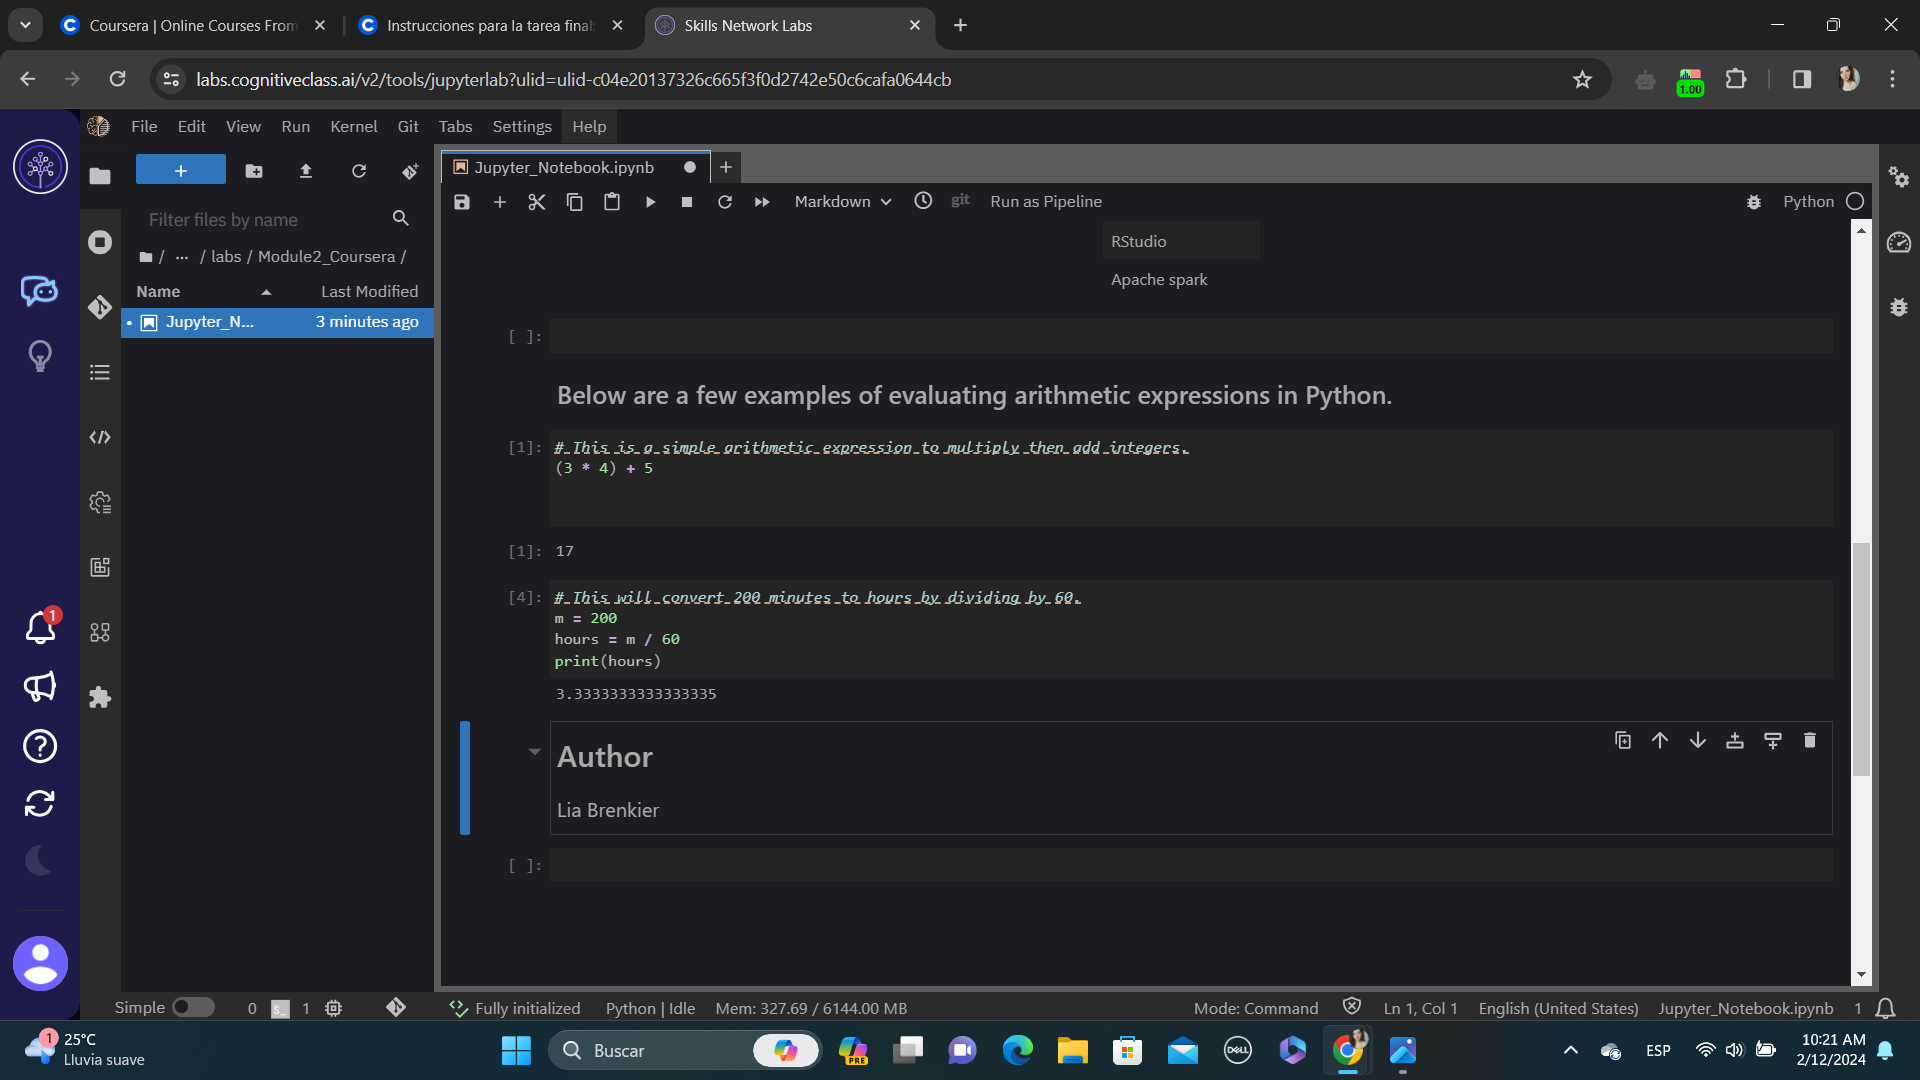 Coursera | Online Courses From
Instrucciones para la tarea final:
Skills Network Labs
labs.cognitiveclass.ai/v2/tools/jupyterlab?ulid=ulid-c04e20137326c665f3f0d2742e50c6cafa0644cb
1.00
File Edit View Run Kernel Git Tabs Settings Help
Jupyter_Notebook.ipynb
Markdown git Run as Pipeline Python
Filter files by name
/ ... / labs / Module2_Coursera /
Name Last Modified
Jupyter_N... 3 minutes ago
RStudio
Apache spark
[ ]:
Below are a few examples of evaluating arithmetic expressions in Python.
[1]: # This is a simple arithmetic expression to multiply then add integers.
(3 * 4) + 5
[1]: 17
[4]: # This will convert 200 minutes to hours by dividing by 60.
m = 200
hours = m / 60
print(hours)
3.3333333333333335
Author
Lia Brenkier
[ ]:
1
Simple 0 $_ 1 Fully initialized Python | Idle Mem: 327.69 / 6144.00 MB Mode: Command Ln 1, Col 1 English (United States) Jupyter_Notebook.ipynb 1
1 25°C
Lluvia suave
Buscar
PRE
DELL
ESP
10:21 AM
2/12/2024